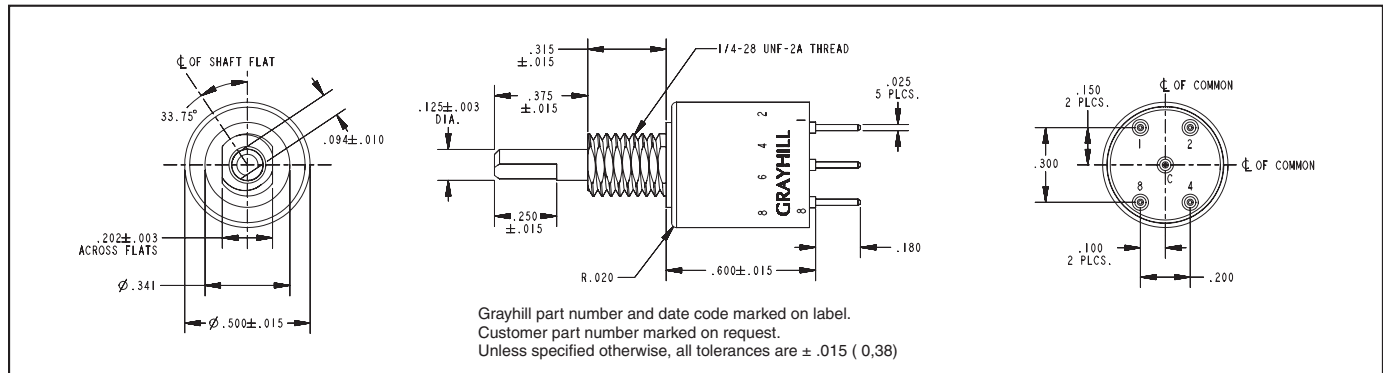 ℄ OF SHAFT FLAT
33.75°
.094±.010
.202±.003
ACROSS FLATS
Ø.341
Ø.500±.015
.315
±.015
1/4-28 UNF-2A THREAD
.375
±.015
.125±.003
DIA.
.025
5 PLCS.
.250
±.015
2
4
6
8
1
8
GRAYHILL
R.020
.600±.015
.180
℄ OF COMMON
.150
2 PLCS.
.300
1
2
C
℄ OF COMMON
8
4
.100
2 PLCS.
.200
Grayhill part number and date code marked on label.
Customer part number marked on request.
Unless specified otherwise, all tolerances are ± .015 ( 0,38)